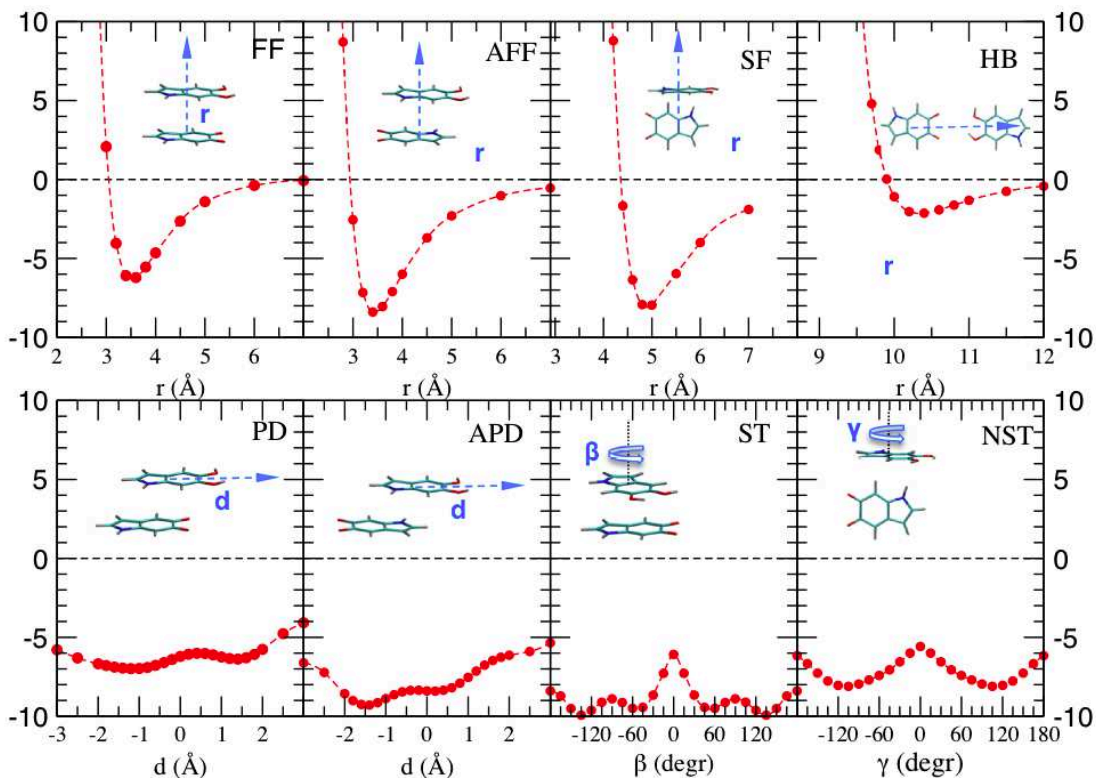 10 FF AFF SF HB 10
5 5
r r r
0 0
r
-5 -5
-10 -10
2 3 4 5 6 3 4 5 6 3 4 5 6 7 9 10 11 12
r (Å) r (Å) r (Å) r (Å)
10 PD APD ST NST 10
β γ
5 5
d d
0 0
-5 -5
-10 -10
-3 -2 -1 0 1 2 -2 -1 0 1 2 -120 -60 0 60 120 -120 -60 0 60 120 180
d (Å) d (Å) β (degr) γ (degr)